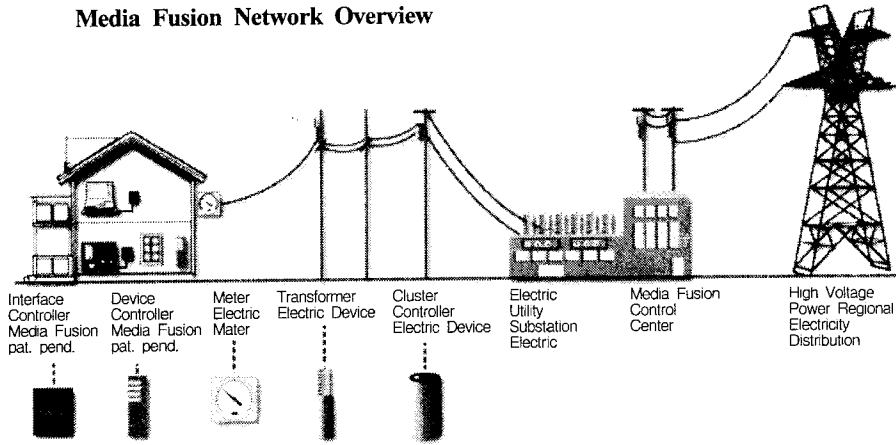 Media Fusion Network Overview
Interface
Controller
Media Fusion
pat. pend.
Device
Controller
Media Fusion
pat. pend.
Meter
Electric
Mater
Transformer
Electric Device
Cluster
Controller
Electric Device
Electric
Utility
Substation
Electric
Media Fusion
Control
Center
High Voltage
Power Regional
Electricity
Distribution